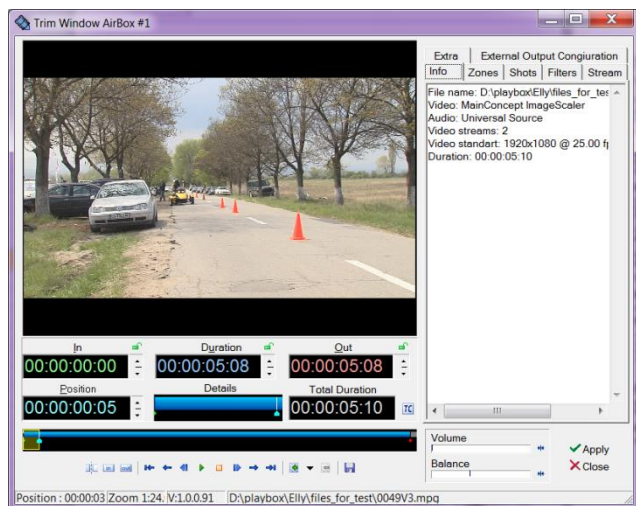 Trim Window AirBox #1
Extra External Output Congiuration
Info Zones Shots Filters Stream
File name: D:\playbox\Elly\files_for_tes
Video: MainConcept ImageScaler
Audio: Universal Source
Video streams: 2
Video standart: 1920x1080 @ 25.00 f
Duration: 00:00:05:10
In Duration Out
00:00:00:00 00:00:05:08 00:00:05:08
Position Details Total Duration
00:00:00:05 00:00:05:10 TC
Volume
Balance
Apply
Close
Position : 00:00:03 Zoom 1:24. V:1.0.0.91 D:\playbox\Elly\files_for_test\0049V3.mpg